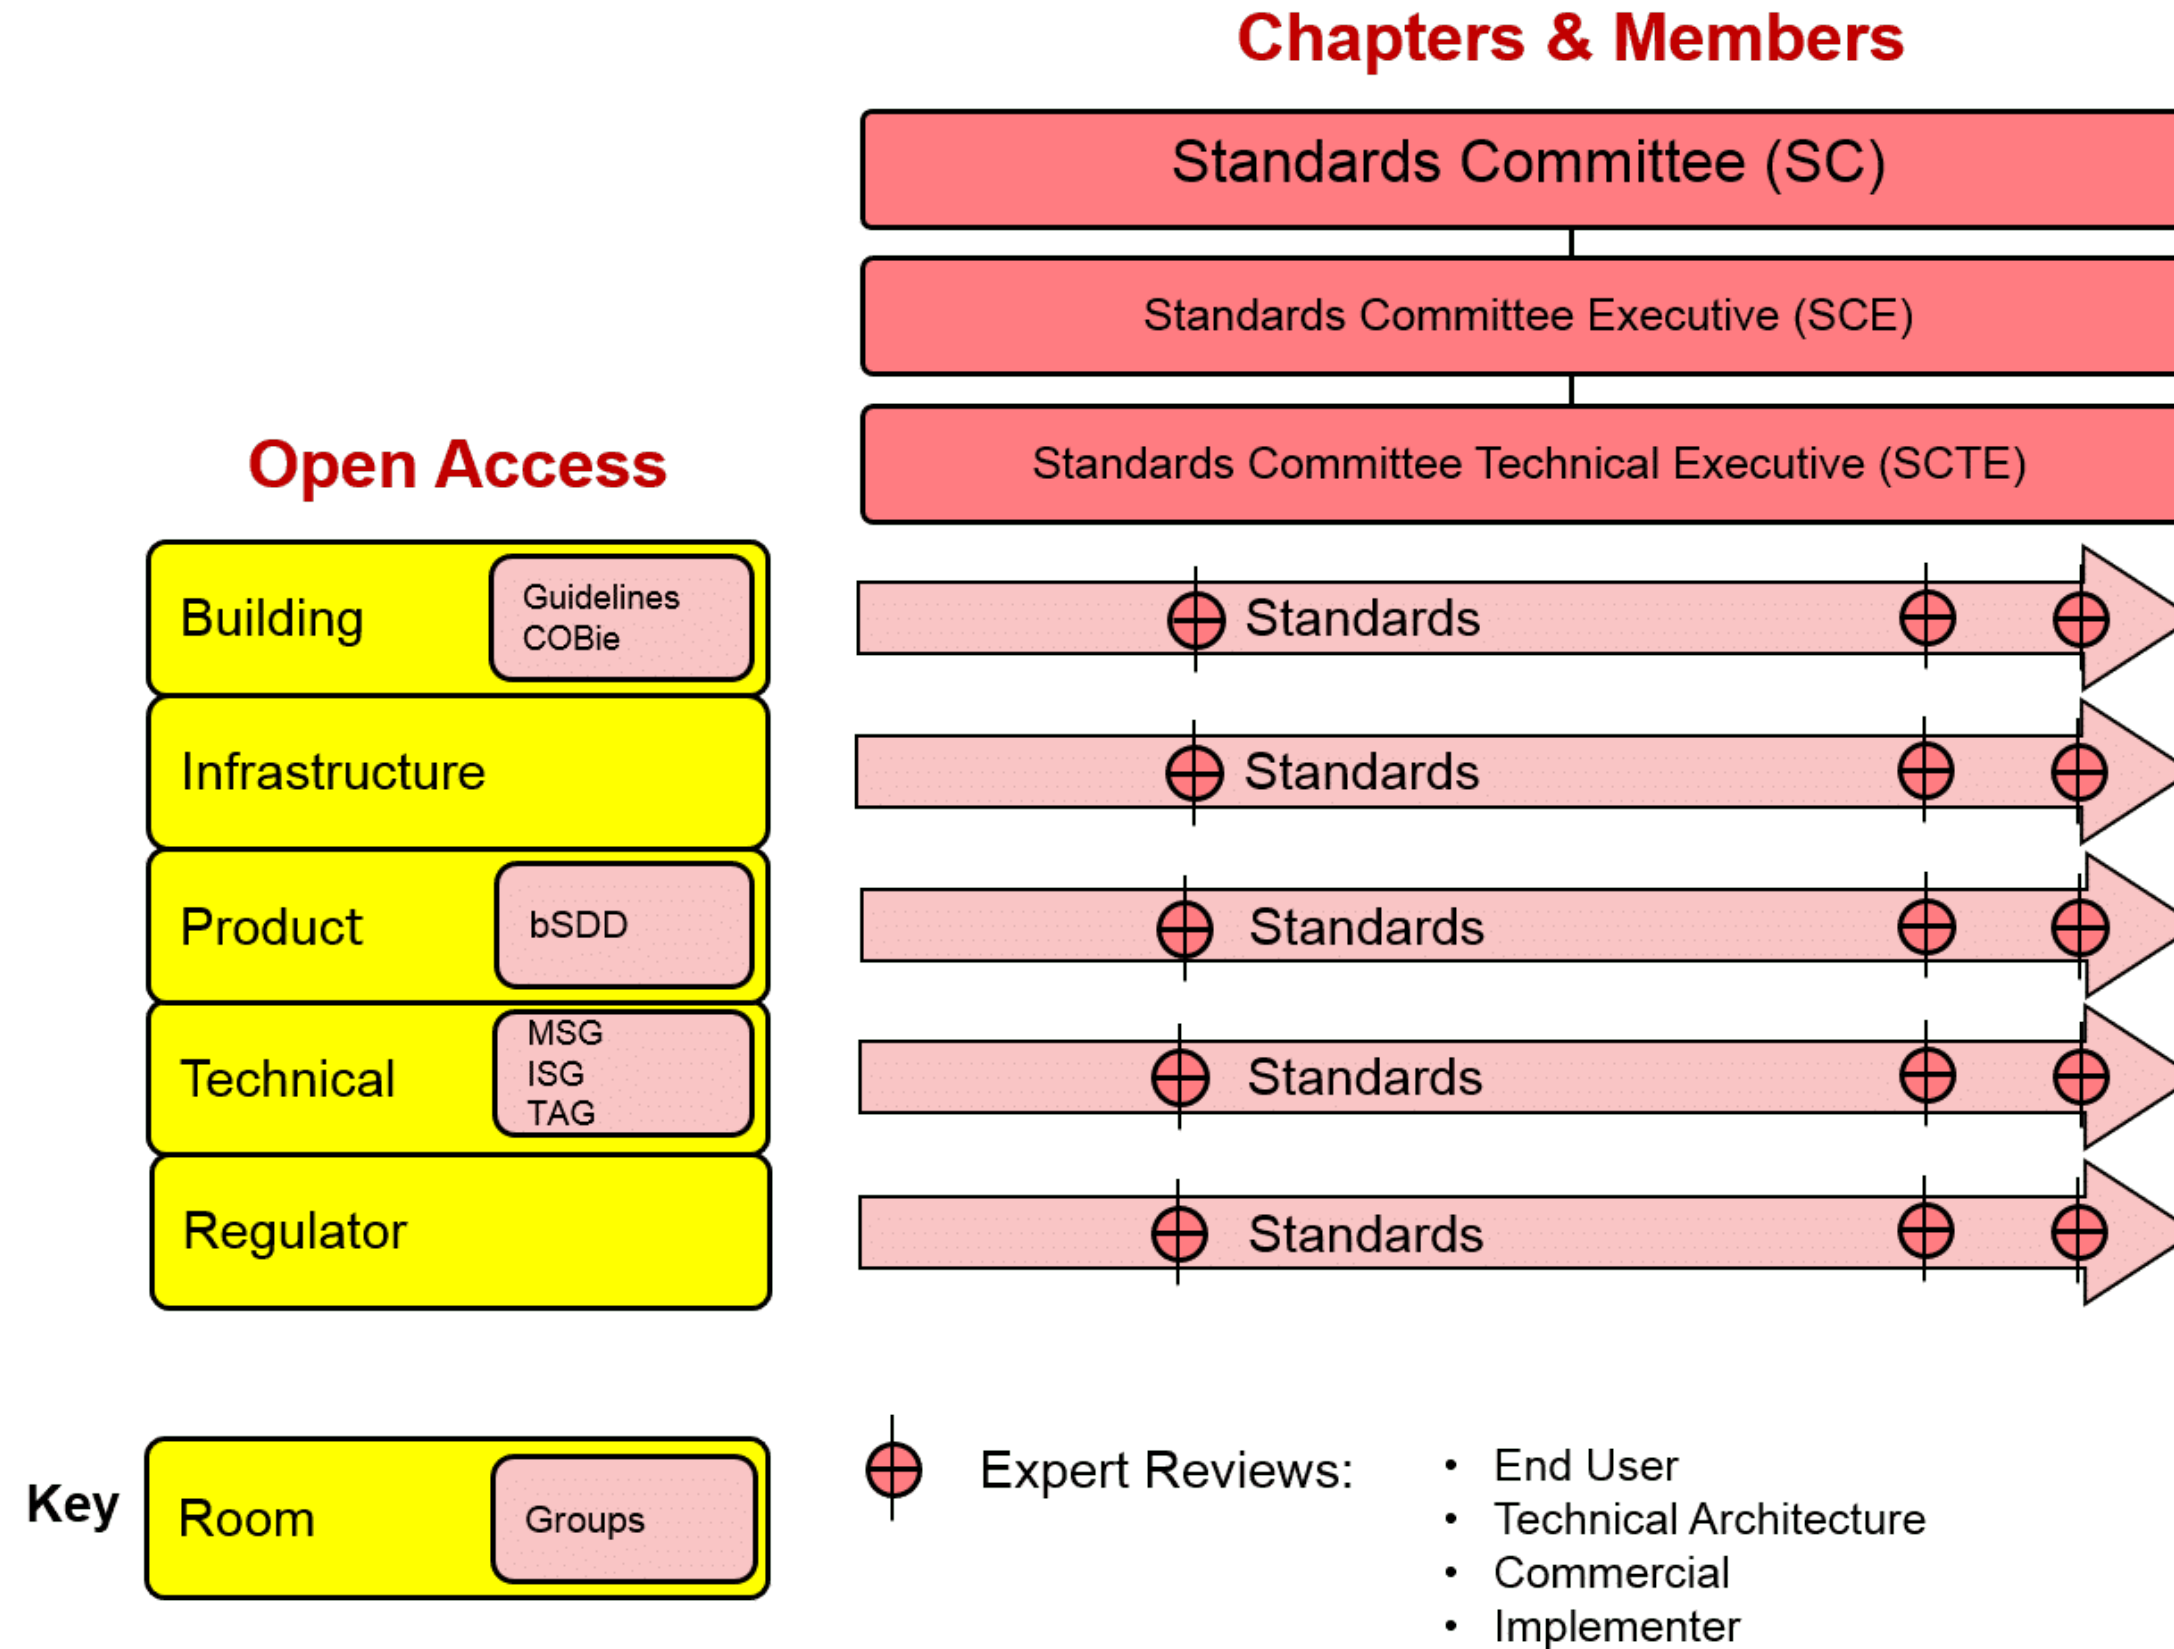 Chapters & Members
Standards Committee (SC)
Standards Committee Executive (SCE)
Standards Committee Technical Executive (SCTE)
Open Access
Building
Guidelines
COBie
Standards
Infrastructure
Standards
Product
bSDD
Standards
Technical
MSG
ISG
TAG
Standards
Regulator
Standards
Key
Room
Groups
Expert Reviews:
• End User
• Technical Architecture
• Commercial
• Implementer